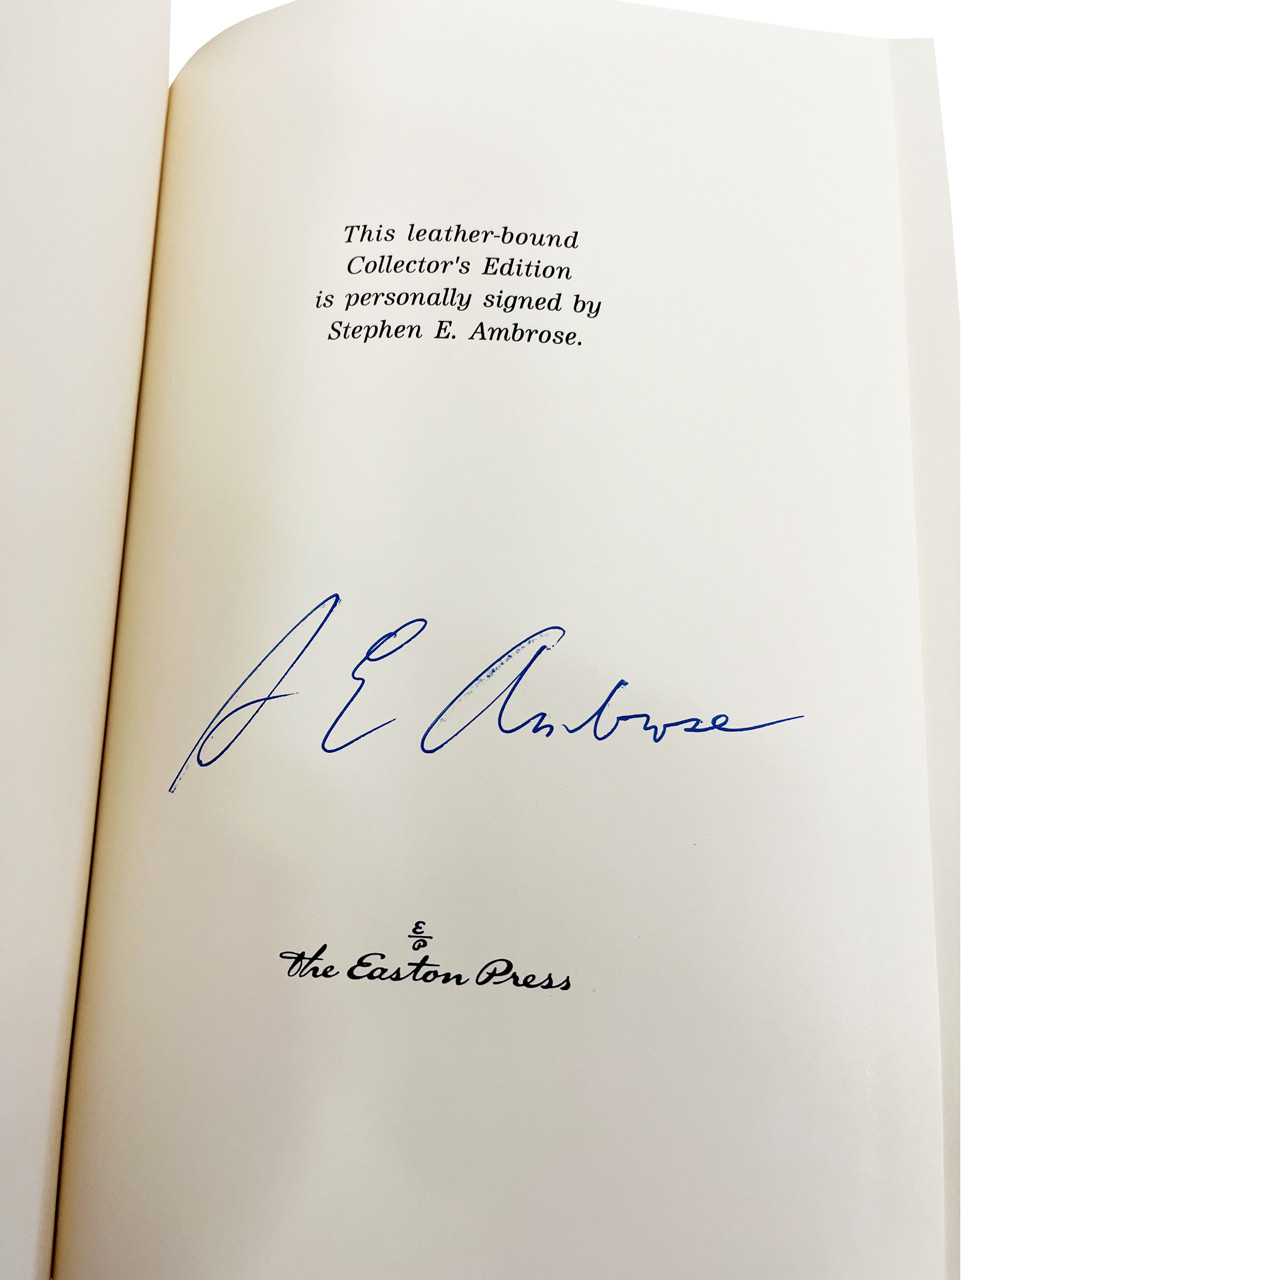 This leather-bound
Collector's Edition
is personally signed by
Stephen E. Ambrose.
S E Ambrose
E
P
The Easton Press